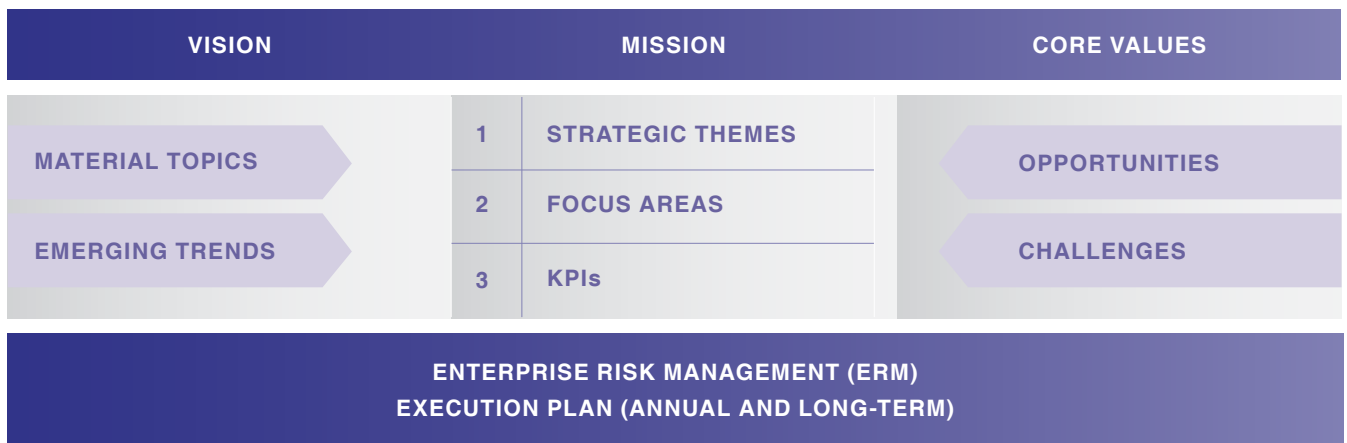 VISION
MISSION
CORE VALUES
MATERIAL TOPICS
EMERGING TRENDS
1 STRATEGIC THEMES
2 FOCUS AREAS
3 KPIs
OPPORTUNITIES
CHALLENGES
ENTERPRISE RISK MANAGEMENT (ERM)
EXECUTION PLAN (ANNUAL AND LONG-TERM)